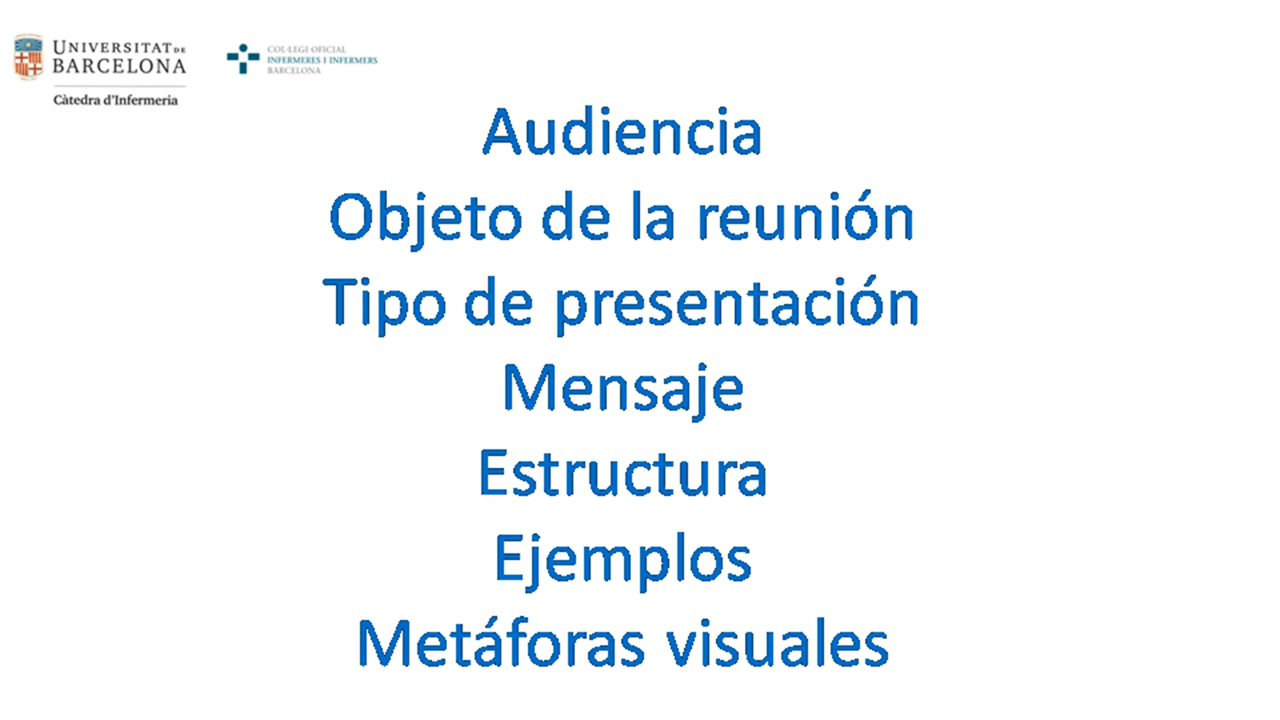 UNIVERSITAT DE
BARCELONA
Càtedra d'Infermeria
COL·LEGI OFICIAL
INFERMERES I INFERMERS
BARCELONA
Audiencia
Objeto de la reunión
Tipo de presentación
Mensaje
Estructura
Ejemplos
Metáforas visuales